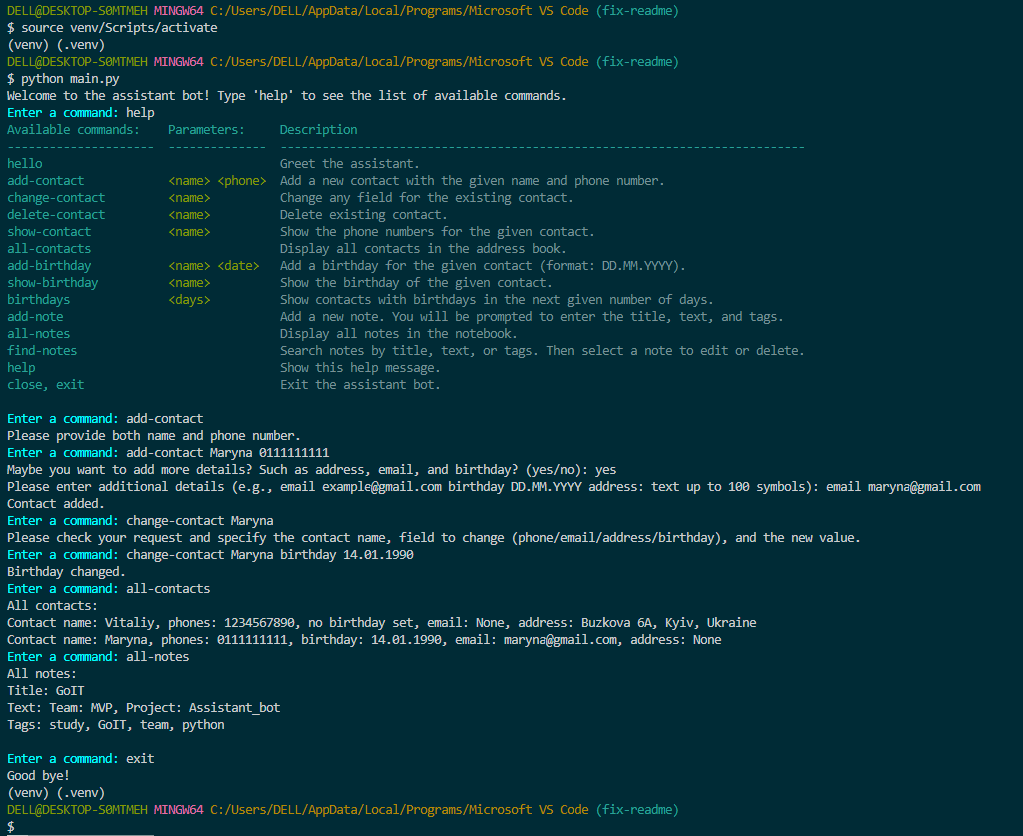 DELL@DESKTOP-S0MTMEH MINGW64 C:/Users/DELL/AppData/Local/Programs/Microsoft VS Code (fix-readme)
$ source venv/Scripts/activate
(venv) (.venv)
DELL@DESKTOP-S0MTMEH MINGW64 C:/Users/DELL/AppData/Local/Programs/Microsoft VS Code (fix-readme)
$ python main.py
Welcome to the assistant bot! Type 'help' to see the list of available commands.
Enter a command: help
Available commands:    Parameters:     Description
---------------------  --------------  ---------------------------------------------------------------------------
hello                                  Greet the assistant.
add-contact            <name> <phone>  Add a new contact with the given name and phone number.
change-contact         <name>          Change any field for the existing contact.
delete-contact         <name>          Delete existing contact.
show-contact           <name>          Show the phone numbers for the given contact.
all-contacts                           Display all contacts in the address book.
add-birthday           <name> <date>   Add a birthday for the given contact (format: DD.MM.YYYY).
show-birthday          <name>          Show the birthday of the given contact.
birthdays              <days>          Show contacts with birthdays in the next given number of days.
add-note                               Add a new note. You will be prompted to enter the title, text, and tags.
all-notes                              Display all notes in the notebook.
find-notes                             Search notes by title, text, or tags. Then select a note to edit or delete.
help                                   Show this help message.
close, exit                            Exit the assistant bot.
Enter a command: add-contact
Please provide both name and phone number.
Enter a command: add-contact Maryna 0111111111
Maybe you want to add more details? Such as address, email, and birthday? (yes/no): yes
Please enter additional details (e.g., email example@gmail.com birthday DD.MM.YYYY address: text up to 100 symbols): email maryna@gmail.com
Contact added.
Enter a command: change-contact Maryna
Please check your request and specify the contact name, field to change (phone/email/address/birthday), and the new value.
Enter a command: change-contact Maryna birthday 14.01.1990
Birthday changed.
Enter a command: all-contacts
All contacts:
Contact name: Vitaliy, phones: 1234567890, no birthday set, email: None, address: Buzkova 6A, Kyiv, Ukraine
Contact name: Maryna, phones: 0111111111, birthday: 14.01.1990, email: maryna@gmail.com, address: None
Enter a command: all-notes
All notes:
Title: GoIT
Text: Team: MVP, Project: Assistant_bot
Tags: study, GoIT, team, python
Enter a command: exit
Good bye!
(venv) (.venv)
DELL@DESKTOP-S0MTMEH MINGW64 C:/Users/DELL/AppData/Local/Programs/Microsoft VS Code (fix-readme)
$